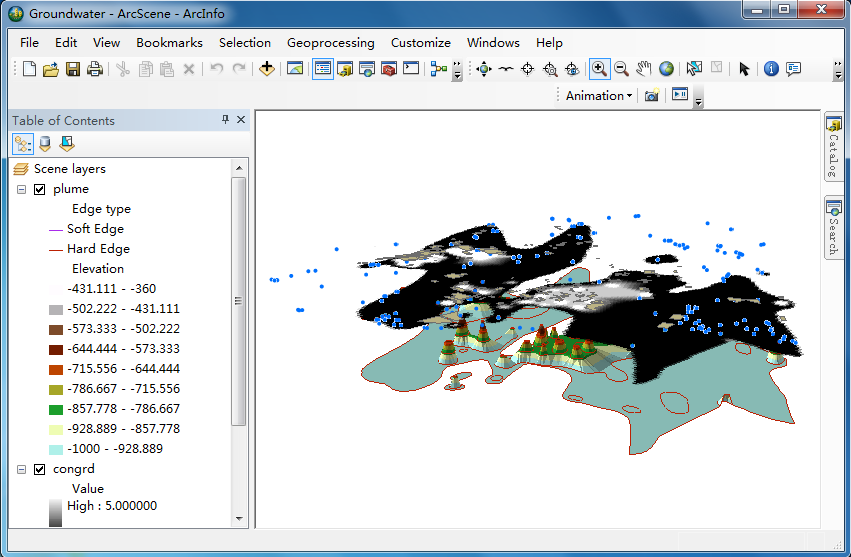 Groundwater - ArcScene - ArcInfo
File Edit View Bookmarks Selection Geoprocessing Customize Windows Help
Animation
Table of Contents
Scene layers
plume
Edge type
Soft Edge
Hard Edge
Elevation
-431.111 - -360
-502.222 - -431.111
-573.333 - -502.222
-644.444 - -573.333
-715.556 - -644.444
-786.667 - -715.556
-857.778 - -786.667
-928.889 - -857.778
-1000 - -928.889
congrd
Value
High : 5.000000
Catalog
Search